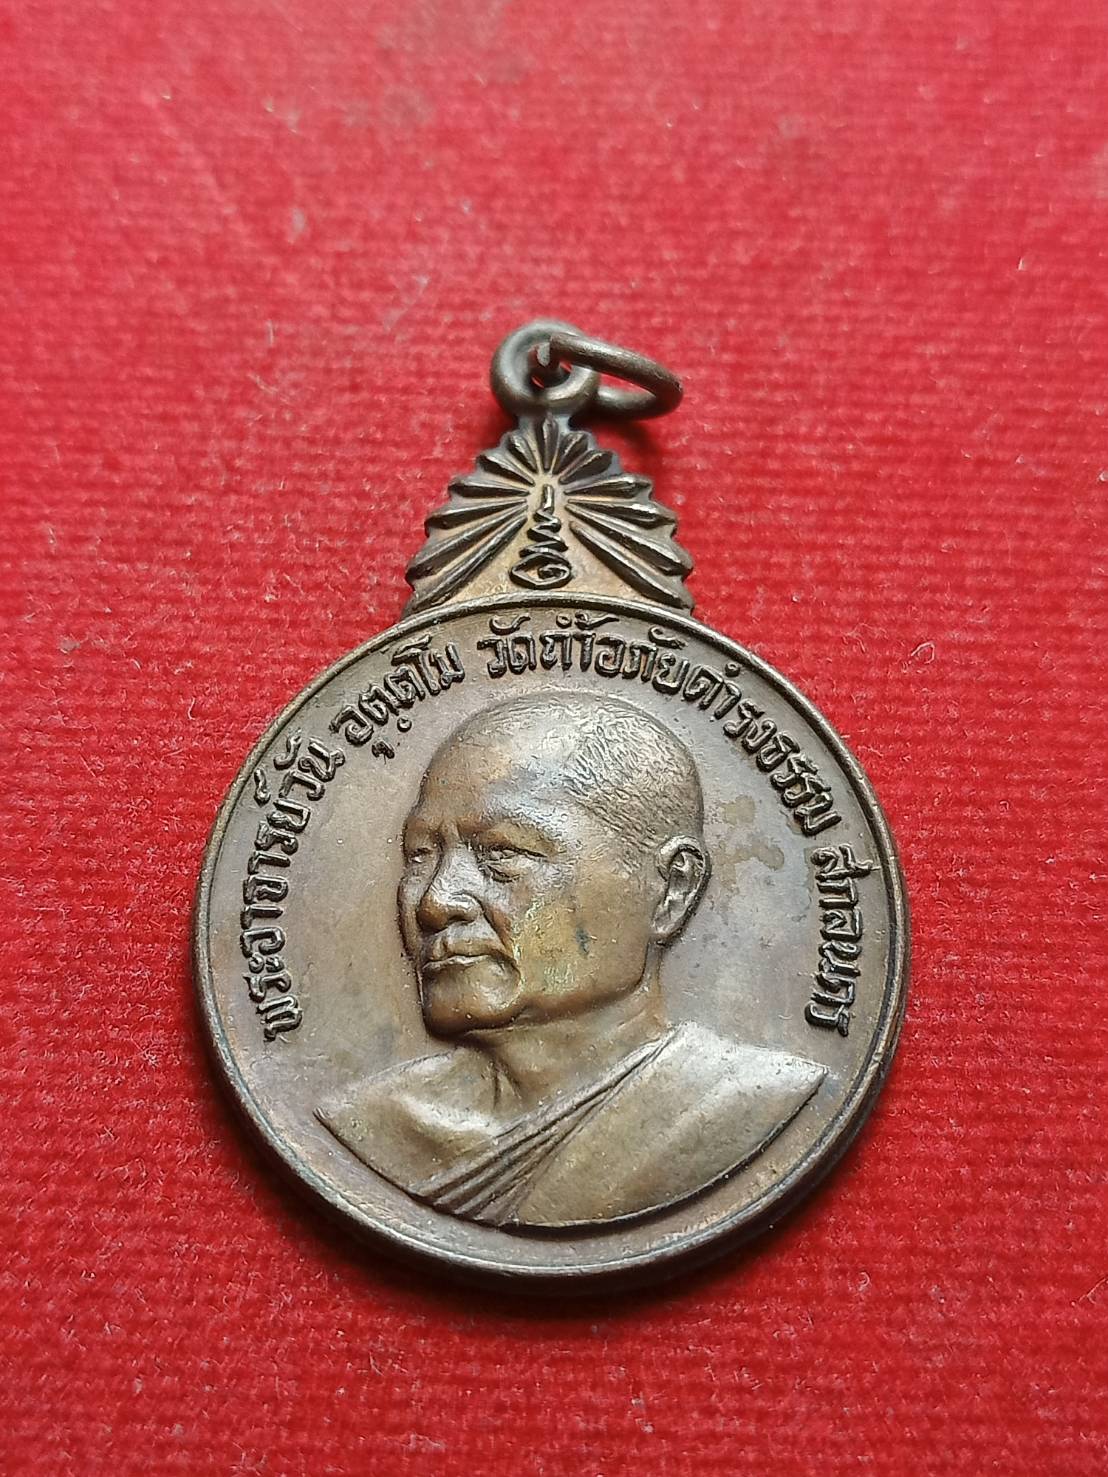 พระอาจารย์วัน อุตฺตโม วัดถ้ำอภัยดำรงธรรม สกลนคร